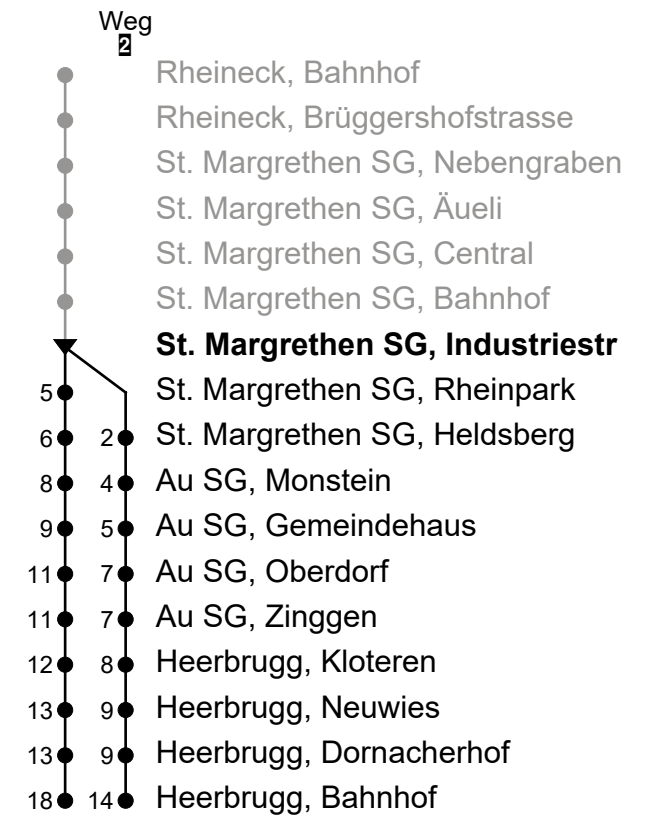 Weg
2
Rheineck, Bahnhof
Rheineck, Brüggershofstrasse
St. Margrethen SG, Nebengraben
St. Margrethen SG, Äueli
St. Margrethen SG, Central
St. Margrethen SG, Bahnhof
St. Margrethen SG, Industriestr
5 St. Margrethen SG, Rheinpark
6 2 St. Margrethen SG, Heldsberg
8 4 Au SG, Monstein
9 5 Au SG, Gemeindehaus
11 7 Au SG, Oberdorf
11 7 Au SG, Zinggen
12 8 Heerbrugg, Kloteren
13 9 Heerbrugg, Neuwies
13 9 Heerbrugg, Dornacherhof
18 14 Heerbrugg, Bahnhof